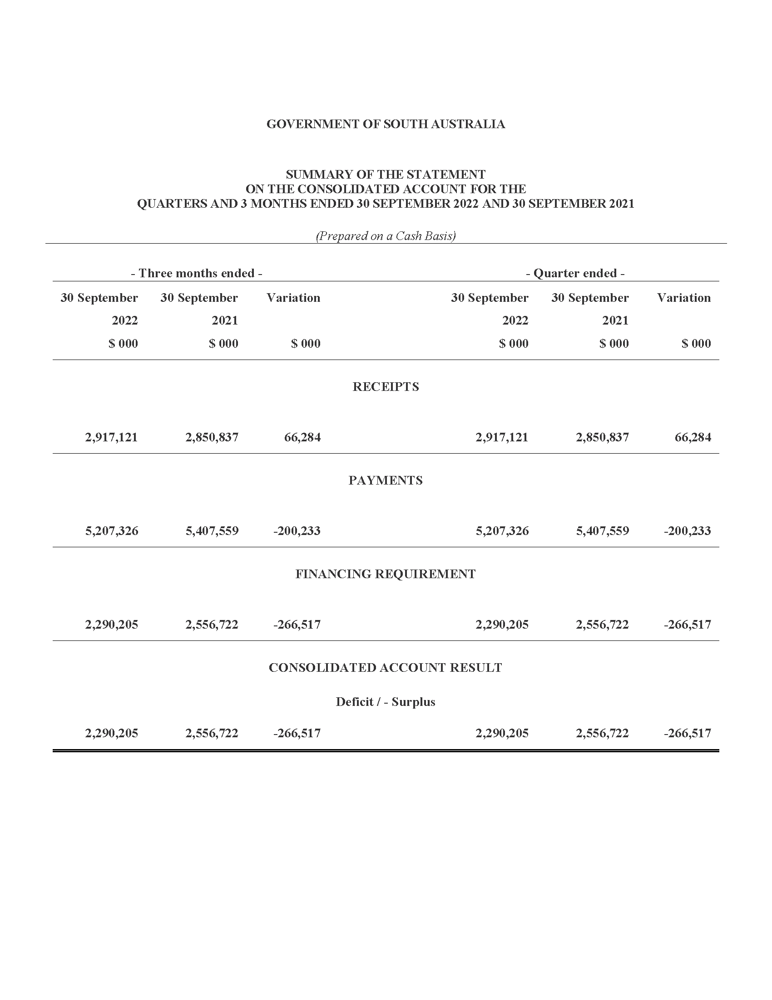 GOVERNMENT OF SOUTH AUSTRALIA
SUMMARY OF THE STATEMENT
ON THE CONSOLIDATED ACCOUNT FOR THE
QUARTERS AND 3 MONTHS ENDED 30 SEPTEMBER 2022 AND 30 SEPTEMBER 2021
(Prepared on a Cash Basis)
- Three months ended - - Quarter ended -
30 September 30 September Variation 30 September 30 September Variation
2022 2021 2022 2021
$ 000 $ 000 $ 000 $ 000 $ 000 $ 000
RECEIPTS
2,917,121 2,850,837 66,284 2,917,121 2,850,837 66,284
PAYMENTS
5,207,326 5,407,559 -200,233 5,207,326 5,407,559 -200,233
FINANCING REQUIREMENT
2,290,205 2,556,722 -266,517 2,290,205 2,556,722 -266,517
CONSOLIDATED ACCOUNT RESULT
Deficit / - Surplus
2,290,205 2,556,722 -266,517 2,290,205 2,556,722 -266,517